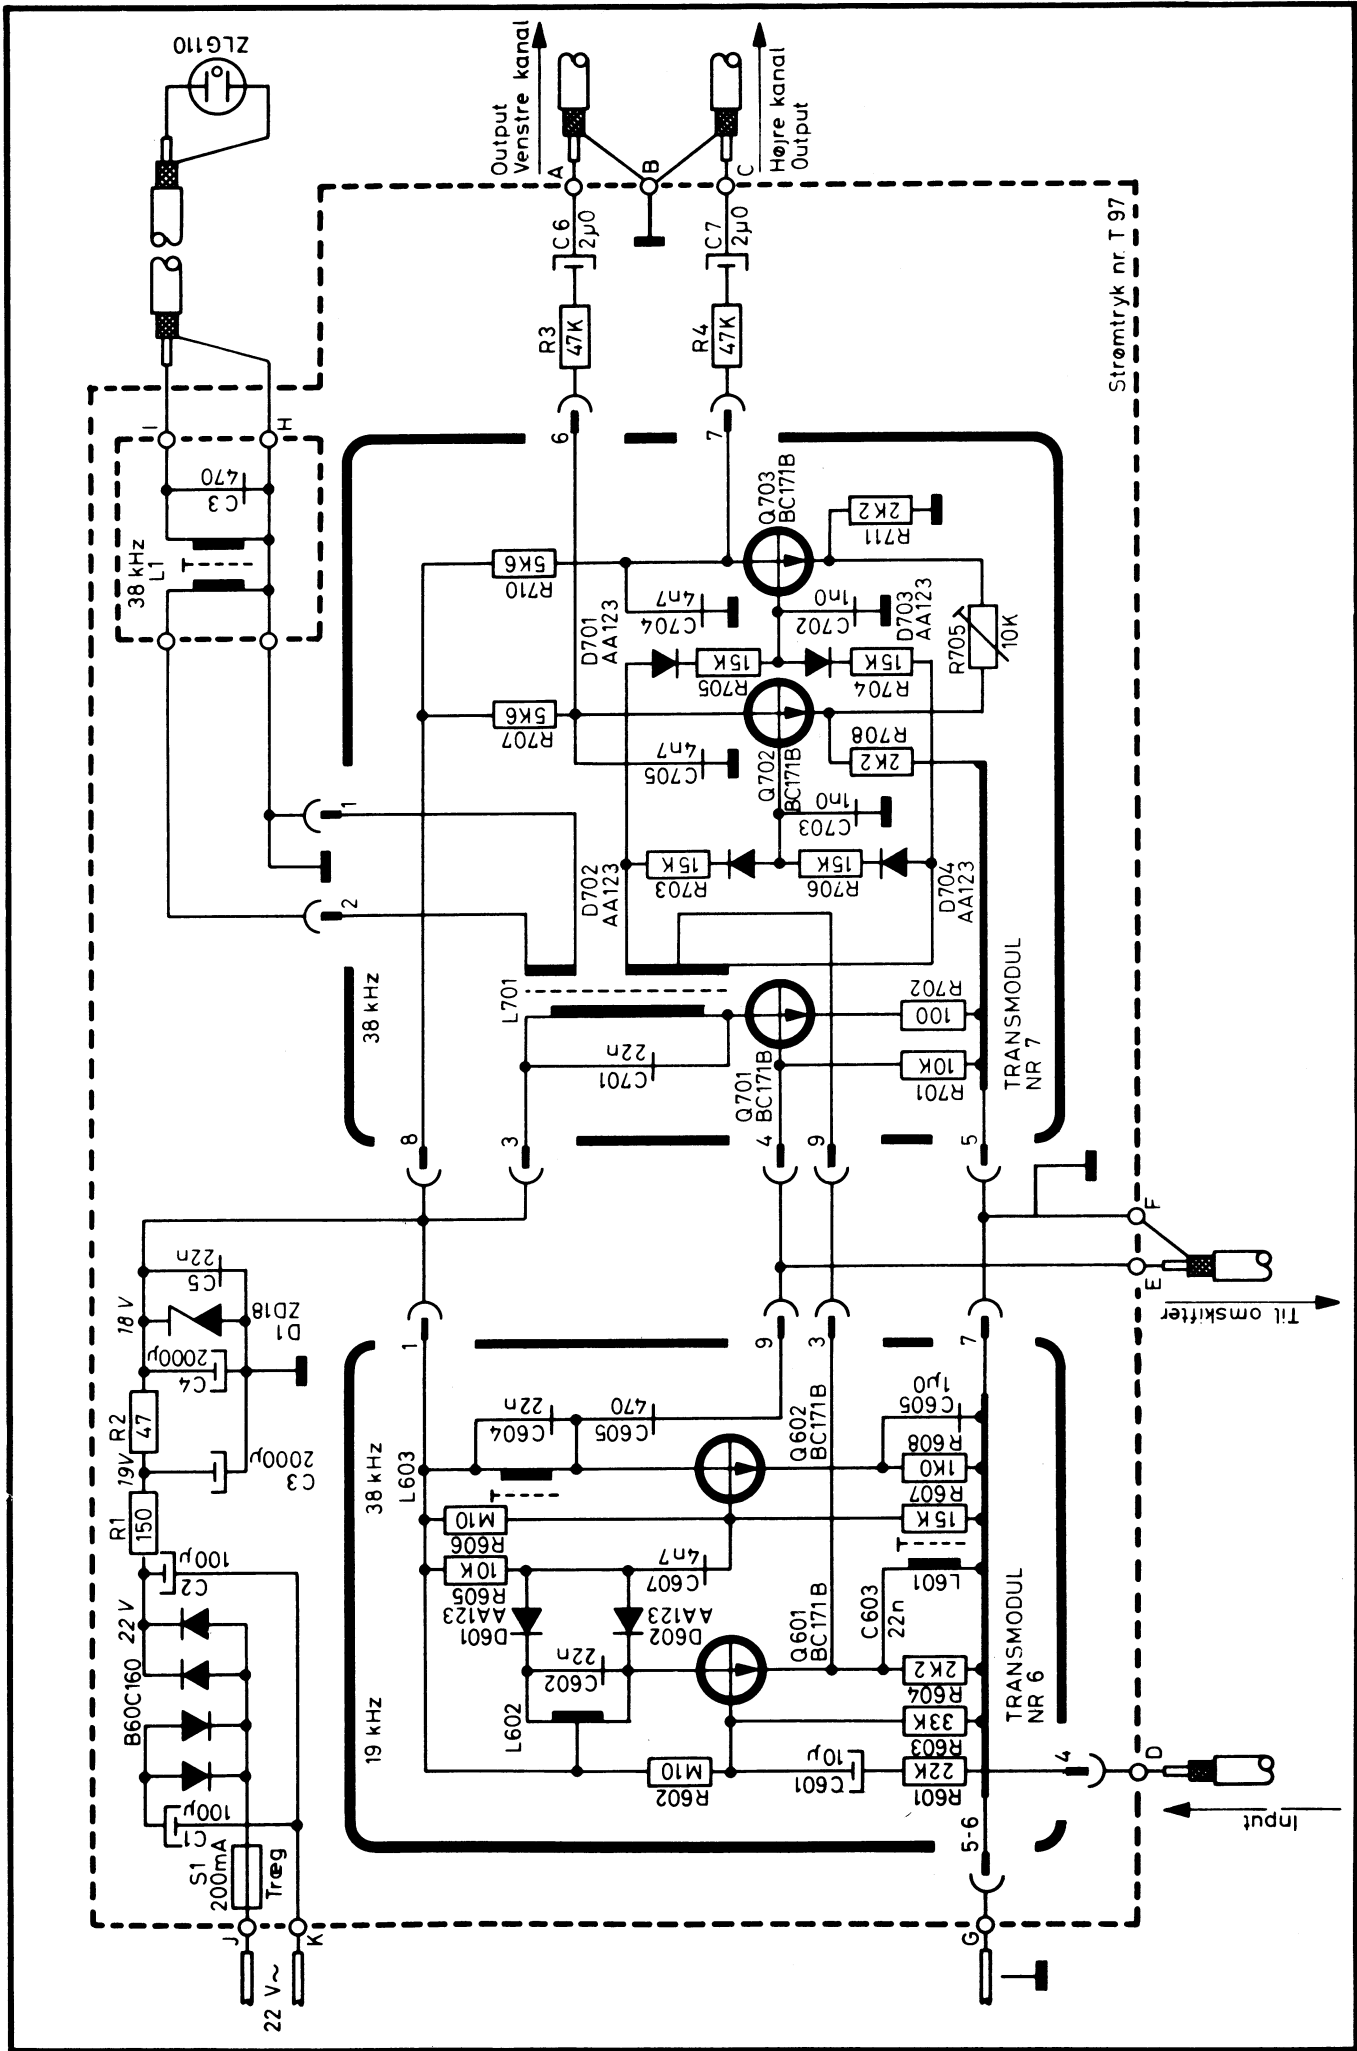 ZLG110
Output
Venstre kanal
A
B
C
Højre kanal
Output
C6
2µ0
C7
2µ0
R3
47K
R4
47K
Strømtryk nr. T 97
I
H
C3
470
38 kHz
L1
6
7
R710
5K6
C704
4n7
D701
AA123
Q703
BC171B
R711
2K2
C702
1n0
D703
AA123
R705
10K
R705
15K
R704
15K
R707
5K6
C705
4n7
Q702
BC171B
R708
2K2
C703
1n0
D702
AA123
R703
15K
R706
15K
D704
AA123
1
2
38 kHz
L701
C701
22n
Q701
BC171B
R702
100
R701
10K
TRANSMODUL
NR 7
8
3
4
9
5
F
E
Til omskifter
C5
22n
18 V
D1
ZD18
C4
2000µ
R2
47
19V
C3
2000µ
R1
150
C2
100µ
22 V
B60C160
C1
100µ
S1
200mA
Træg
J
K
22 V~
1
9
3
7
38 kHz
L603
C604
22n
C605
470
Q602
BC171B
C605
1µ0
R608
1K0
R607
15K
R606
M10
R605
10K
C607
4n7
D601
AA123
D602
AA123
C602
22n
L602
19 kHz
Q601
BC171B
C603
22n
L601
R604
2K2
R603
33K
R602
M10
C601
10µ
R601
22K
TRANSMODUL
NR 6
4
D
Input
5-6
G